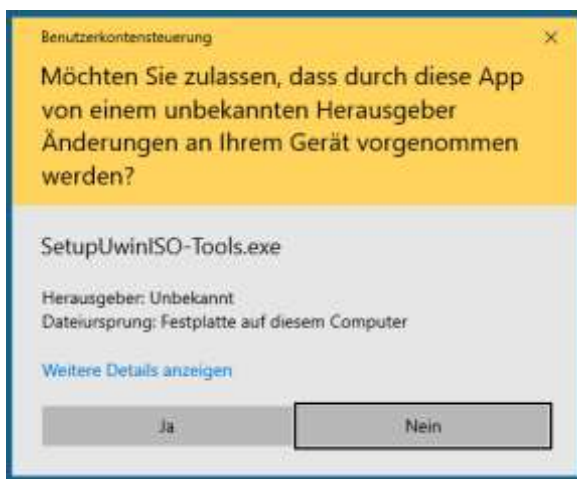 Benutzerkontensteuerung
Möchten Sie zulassen, dass durch diese App
von einem unbekannten Herausgeber
Änderungen an Ihrem Gerät vorgenommen
werden?
SetupUwinISO-Tools.exe
Herausgeber: Unbekannt
Dateiursprung: Festplatte auf diesem Computer
Weitere Details anzeigen
Ja
Nein